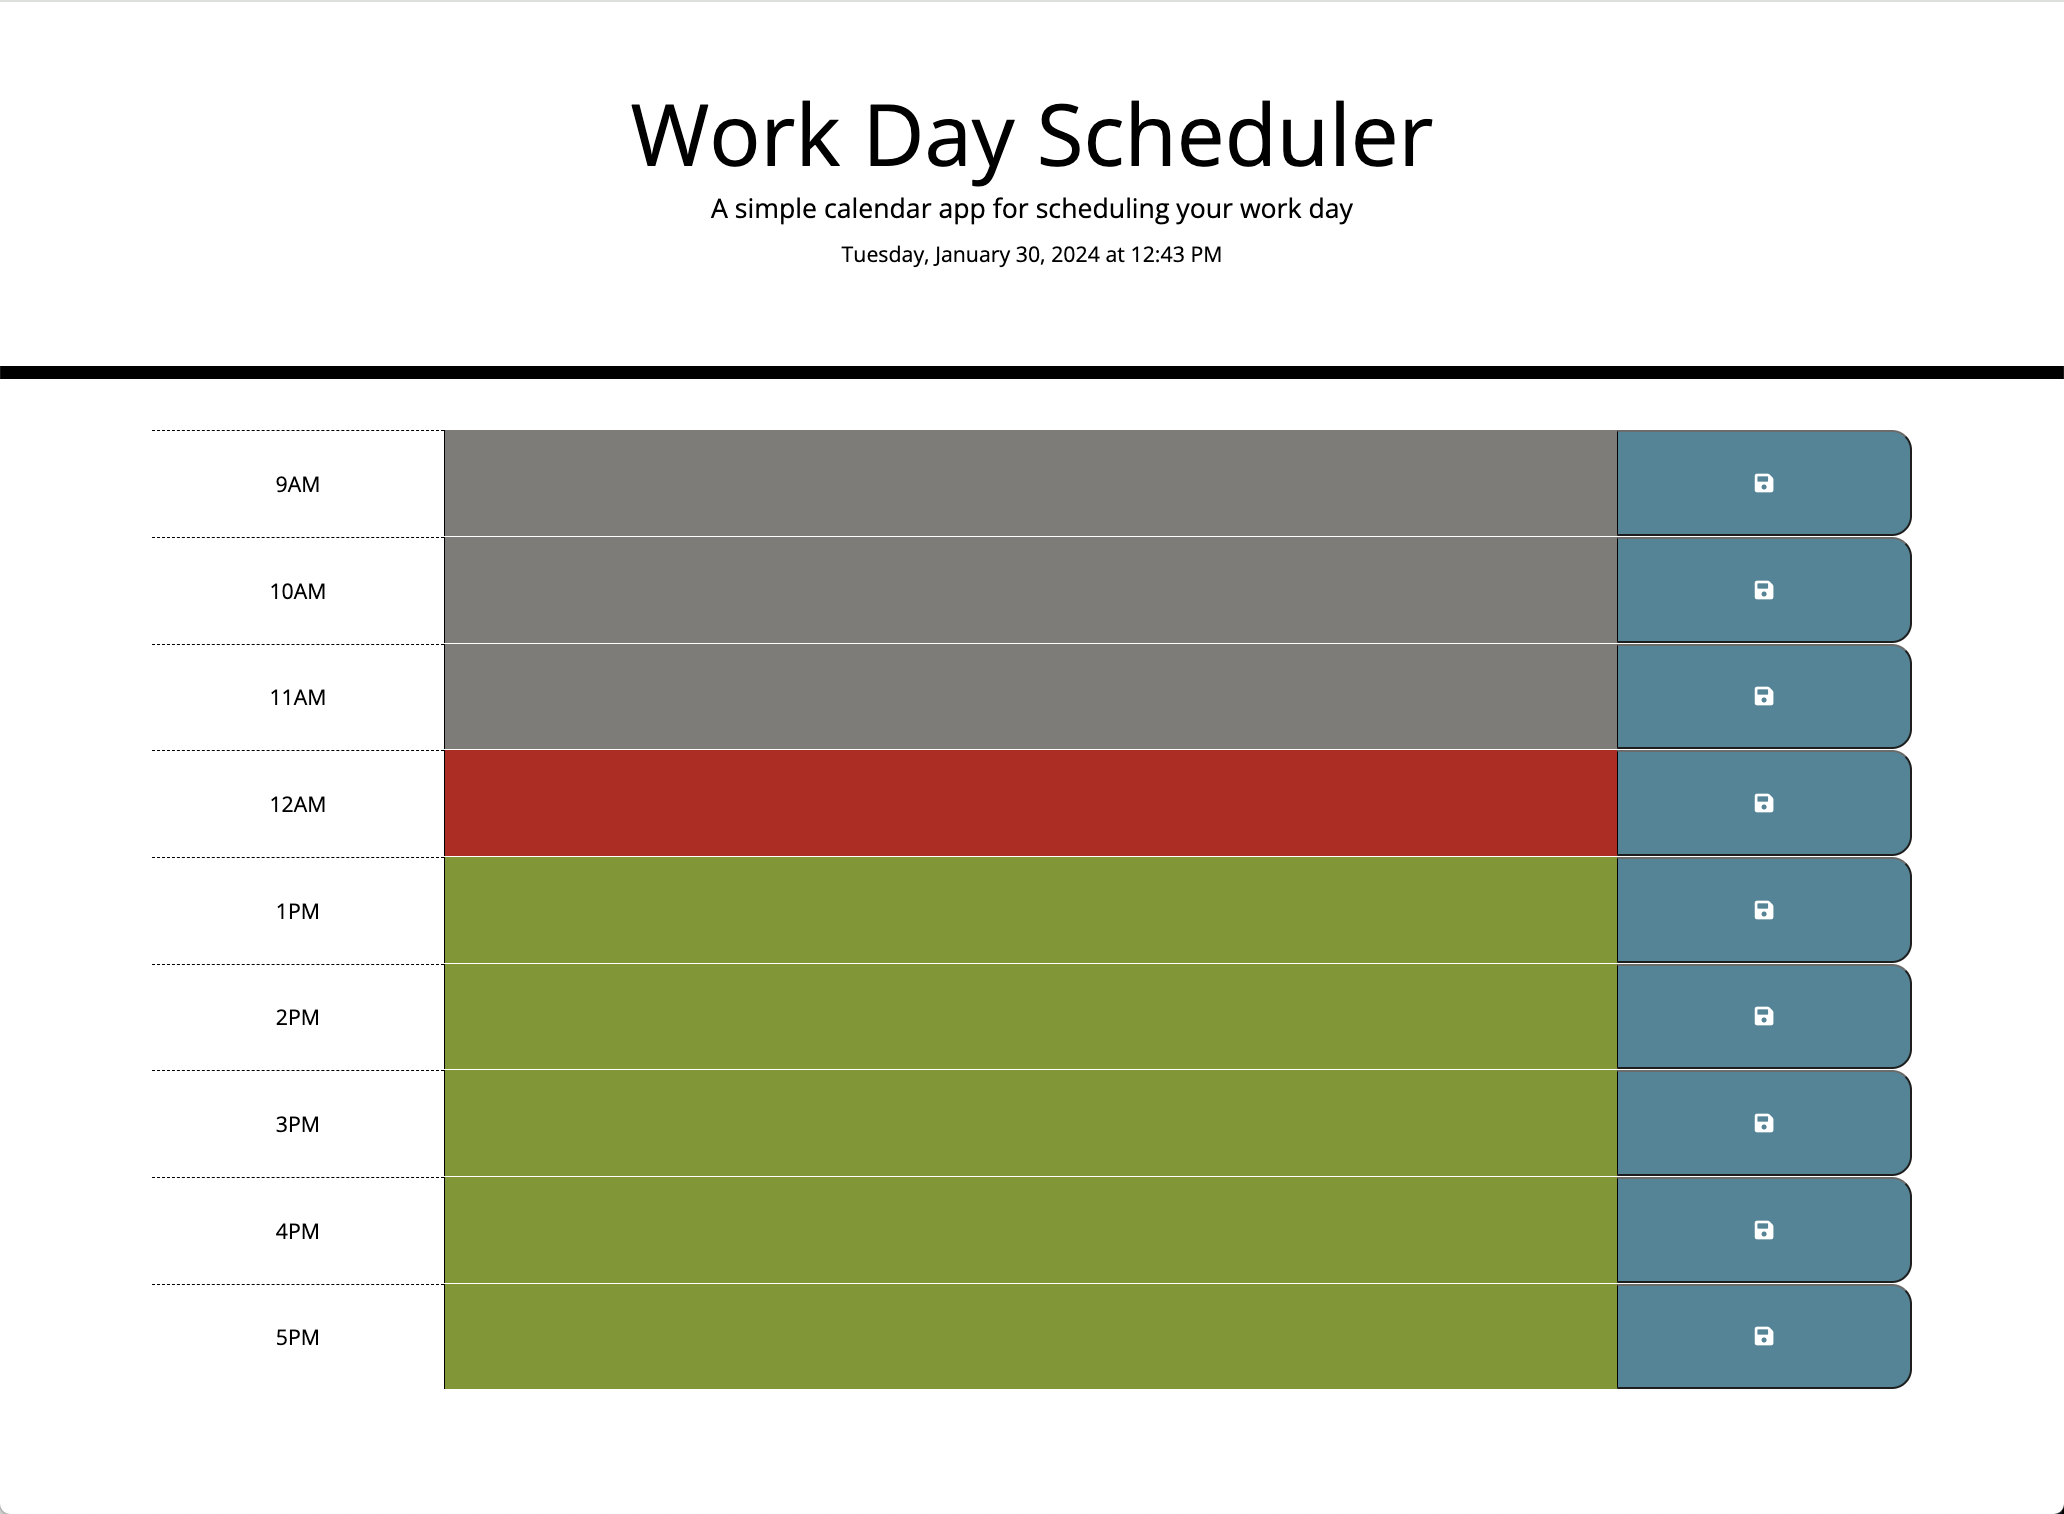 Work Day Scheduler
A simple calendar app for scheduling your work day
Tuesday, January 30, 2024 at 12:43 PM
9AM
10AM
11AM
12AM
1PM
2PM
3PM
4PM
5PM